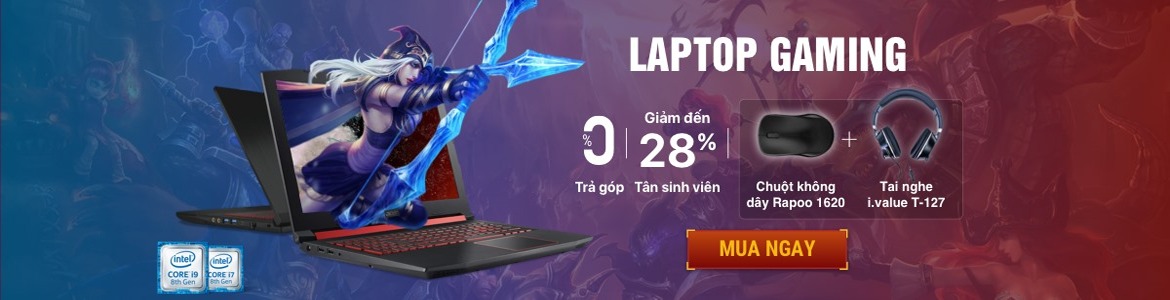 LAPTOP GAMING
0%
Trả góp
Giảm đến
28%
Tân sinh viên
Chuột không
dây Rapoo 1620
+
Tai nghe
i.value T-127
MUA NGAY
intel
CORE i9
8th Gen
intel
CORE i7
8th Gen